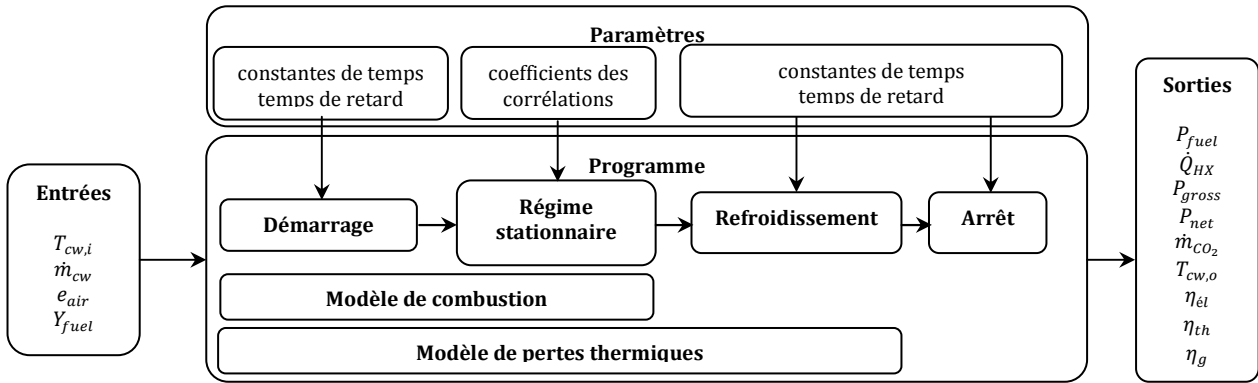 Paramètres
constantes de temps
temps de retard
coefficients des
corrélations
constantes de temps
temps de retard
Entrées
T_{cw,i}
ṁ_{cw}
e_{air}
Y_{fuel}
Programme
Démarrage
Régime
stationnaire
Refroidissement
Arrêt
Modèle de combustion
Modèle de pertes thermiques
Sorties
P_{fuel}
Q̇_{HX}
P_{gross}
P_{net}
ṁ_{CO_2}
T_{cw,o}
η_{él}
η_{th}
η_{g}